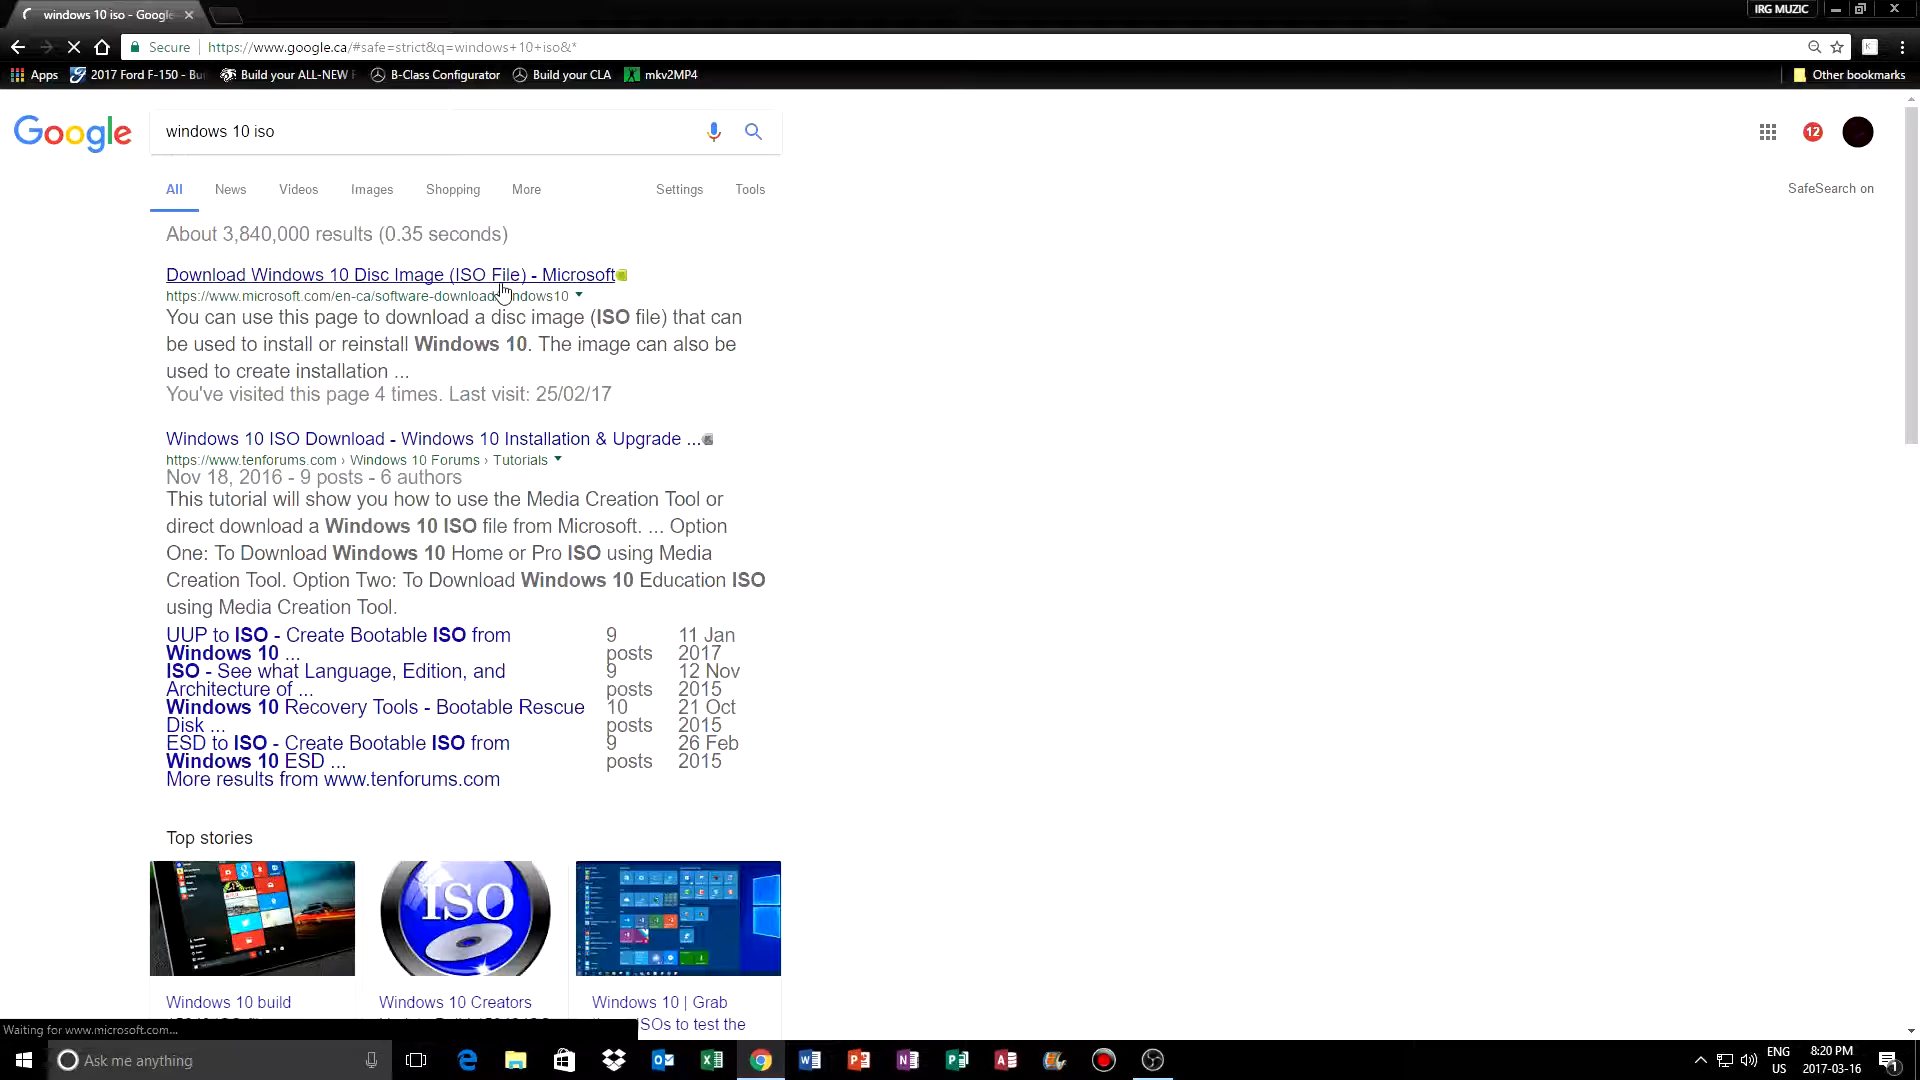 windows 10 iso - Google
IRG MUZIC
Secure
https://www.google.ca/#safe=strict&q=windows+10+iso&*
Apps
2017 Ford F-150 - Bu
Build your ALL-NEW F
B-Class Configurator
Build your CLA
mkv2MP4
Other bookmarks
Google
windows 10 iso
12
All
News
Videos
Images
Shopping
More
Settings
Tools
SafeSearch on
About 3,840,000 results (0.35 seconds)
Download Windows 10 Disc Image (ISO File) - Microsoft
https://www.microsoft.com/en-ca/software-download ndows10
You can use this page to download a disc image (ISO file) that can
be used to install or reinstall Windows 10. The image can also be
used to create installation ...
You've visited this page 4 times. Last visit: 25/02/17
Windows 10 ISO Download - Windows 10 Installation & Upgrade ...
https://www.tenforums.com › Windows 10 Forums › Tutorials
Nov 18, 2016 - 9 posts - 6 authors
This tutorial will show you how to use the Media Creation Tool or
direct download a Windows 10 ISO file from Microsoft. ... Option
One: To Download Windows 10 Home or Pro ISO using Media
Creation Tool. Option Two: To Download Windows 10 Education ISO
using Media Creation Tool.
UUP to ISO - Create Bootable ISO from
Windows 10 ...
9
posts
11 Jan
2017
ISO - See what Language, Edition, and
Architecture of ...
9
posts
12 Nov
2015
Windows 10 Recovery Tools - Bootable Rescue
Disk ...
10
posts
21 Oct
2015
ESD to ISO - Create Bootable ISO from
Windows 10 ESD ...
9
posts
26 Feb
2015
More results from www.tenforums.com
Top stories
ISO
Windows 10 build
Windows 10 Creators
Windows 10 | Grab
SOs to test the
Waiting for www.microsoft.com...
Ask me anything
ENG
US
8:20 PM
2017-03-16
1